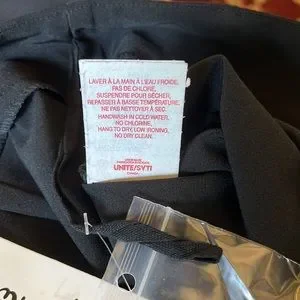 LAVER À LA MAIN À L'EAU FROIDE,
PAS DE CHLORE,
SUSPENDRE POUR SÉCHER,
REPASSER À BASSE TEMPÉRATURE,
NE PAS NETTOYER À SEC.
HANDWASH IN COLD WATER,
NO CHLORINE,
HANG TO DRY, LOW IRONING,
NO DRY CLEAN.
UNITE/SVTI